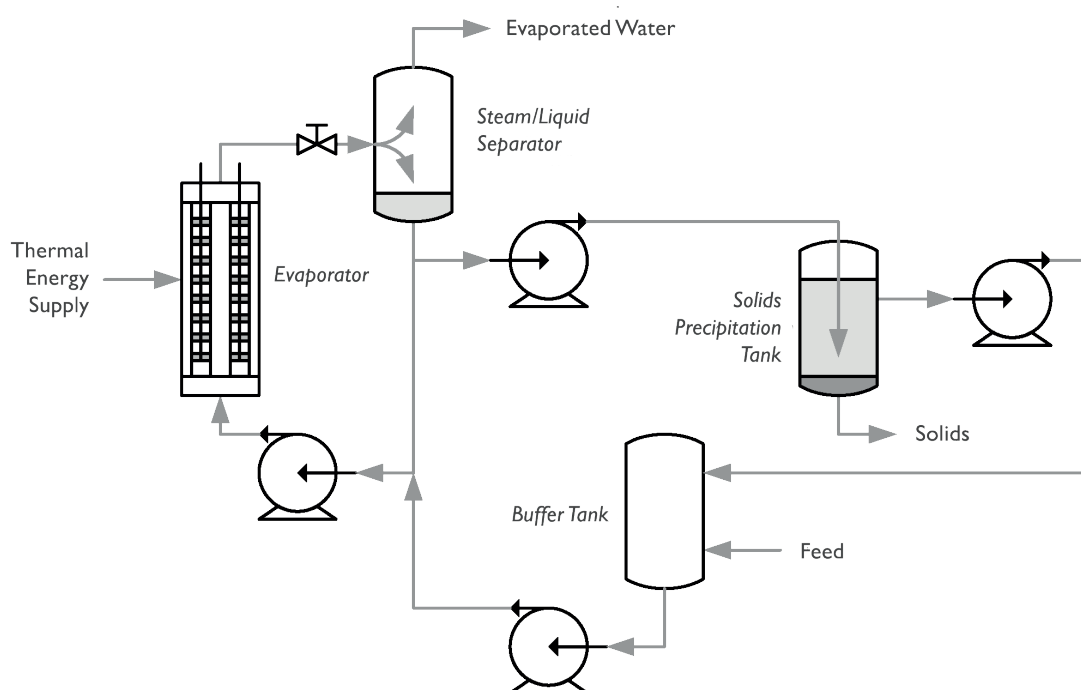 Evaporated Water
Steam/Liquid
Separator
Thermal
Energy
Supply
Evaporator
Solids
Precipitation
Tank
Solids
Buffer Tank
Feed